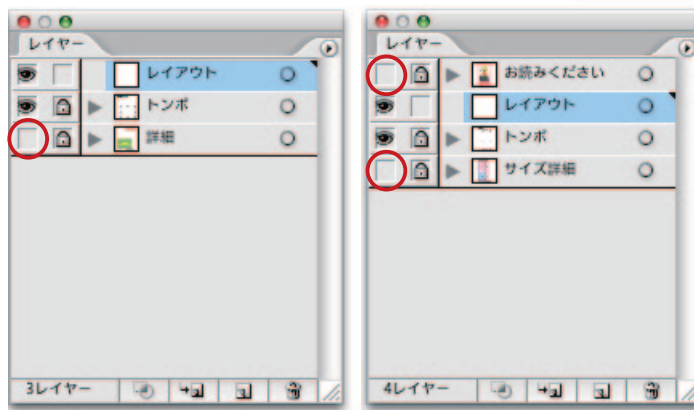 レイヤー
レイアウト
トンボ
詳細
3レイヤー
レイヤー
お読みください
レイアウト
トンボ
サイズ詳細
4レイヤー